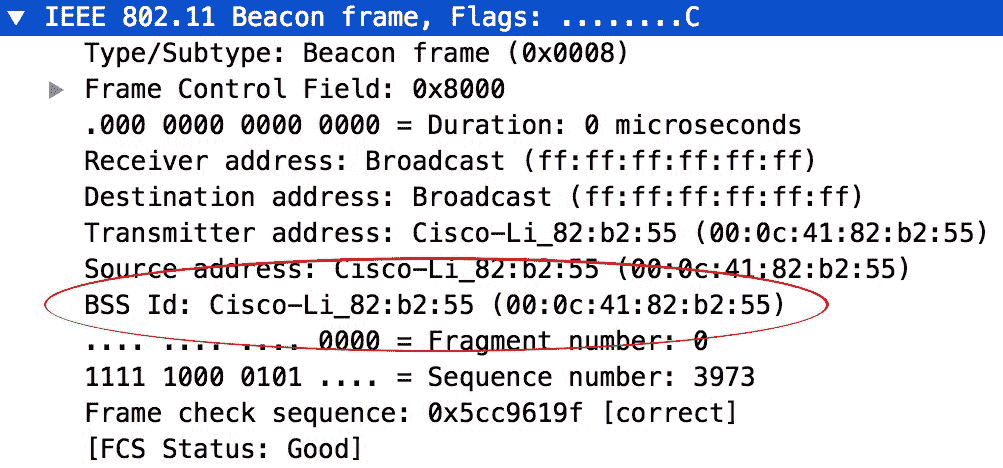 IEEE 802.11 Beacon frame, Flags: ........C
Type/Subtype: Beacon frame (0x0008)
Frame Control Field: 0x8000
.000 0000 0000 0000 = Duration: 0 microseconds
Receiver address: Broadcast (ff:ff:ff:ff:ff:ff)
Destination address: Broadcast (ff:ff:ff:ff:ff:ff)
Transmitter address: Cisco-Li_82:b2:55 (00:0c:41:82:b2:55)
Source address: Cisco-Li_82:b2:55 (00:0c:41:82:b2:55)
BSS Id: Cisco-Li_82:b2:55 (00:0c:41:82:b2:55)
.... .... .... 0000 = Fragment number: 0
1111 1000 0101 .... = Sequence number: 3973
Frame check sequence: 0x5cc9619f [correct]
[FCS Status: Good]